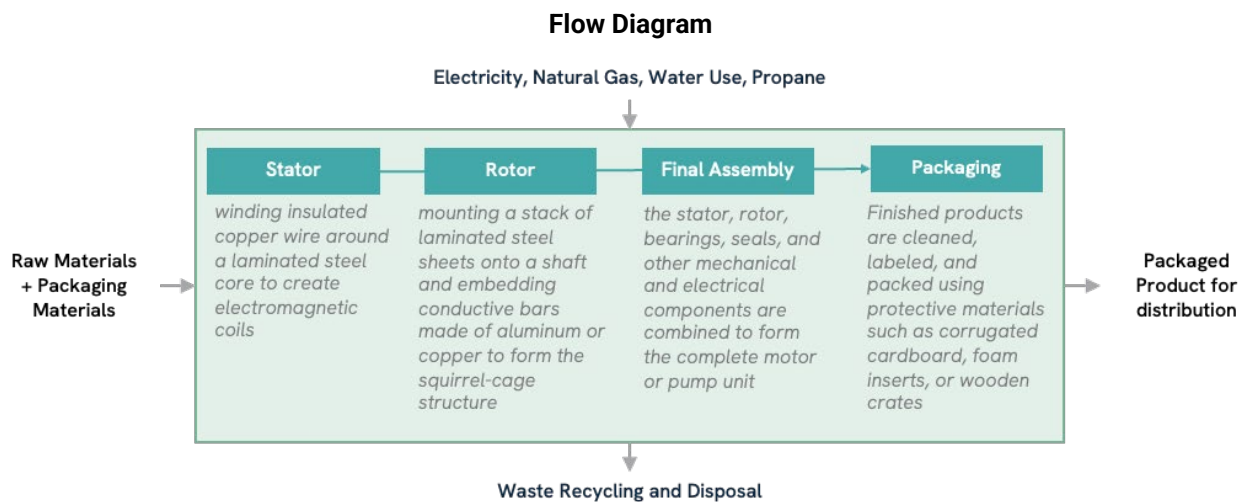 Flow Diagram
Electricity, Natural Gas, Water Use, Propane
Raw Materials
+ Packaging
Materials
Stator
winding insulated
copper wire around
a laminated steel
core to create
electromagnetic
coils
Rotor
mounting a stack of
laminated steel
sheets onto a shaft
and embedding
conductive bars
made of aluminum or
copper to form the
squirrel-cage
structure
Final Assembly
the stator, rotor,
bearings, seals, and
other mechanical
and electrical
components are
combined to form
the complete motor
or pump unit
Packaging
Finished products
are cleaned,
labeled, and
packed using
protective materials
such as corrugated
cardboard, foam
inserts, or wooden
crates
Packaged
Product for
distribution
Waste Recycling and Disposal